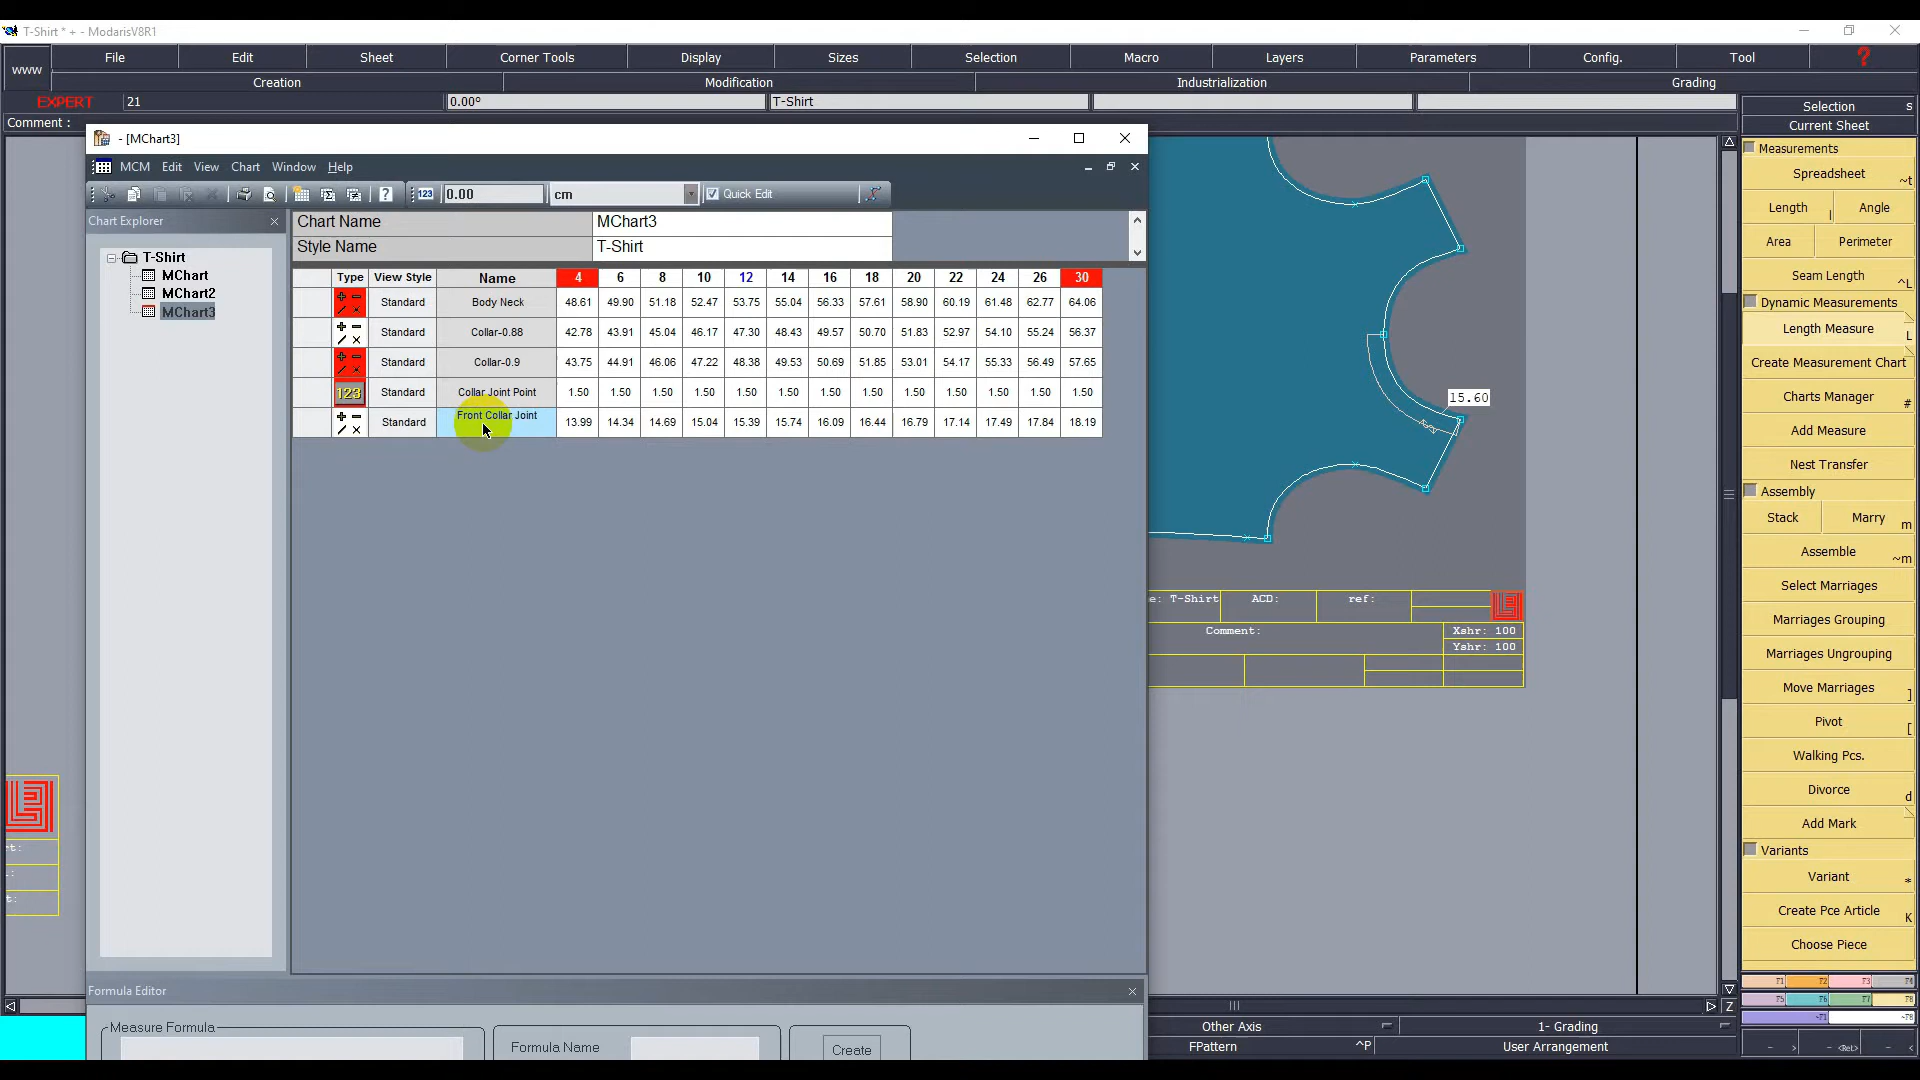 T-Shirt * + - ModarisV8R1
www File Edit Sheet Corner Tools Display Sizes Selection Macro Layers Parameters Config. Tool ?
Creation Modification Industrialization Grading
EXPERT 21 0.00° T-Shirt
Comment :
- [MChart3]
MCM Edit View Chart Window Help
123 0.00 cm Quick Edit
Chart Explorer
T-Shirt
MChart
MChart2
MChart3
Chart Name MChart3
Style Name T-Shirt
Type View Style Name 4 6 8 10 12 14 16 18 20 22 24 26 30
Standard Body Neck 48.61 49.90 51.18 52.47 53.75 55.04 56.33 57.61 58.90 60.19 61.48 62.77 64.06
Standard Collar-0.88 42.78 43.91 45.04 46.17 47.30 48.43 49.57 50.70 51.83 52.97 54.10 55.24 56.37
Standard Collar-0.9 43.75 44.91 46.06 47.22 48.38 49.53 50.69 51.85 53.01 54.17 55.33 56.49 57.65
123 Standard Collar Joint Point 1.50 1.50 1.50 1.50 1.50 1.50 1.50 1.50 1.50 1.50 1.50 1.50 1.50
Standard Front Collar Joint 13.99 14.34 14.69 15.04 15.39 15.74 16.09 16.44 16.79 17.14 17.49 17.84 18.19
Formula Editor
Measure Formula
Formula Name
Create
15.60
e: T-Shirt ACD: ref:
Comment: Xshr: 100
Yshr: 100
Selection s
Current Sheet
Measurements
Spreadsheet ~t
Length l Angle
Area Perimeter
Seam Length ^L
Dynamic Measurements
Length Measure L
Create Measurement Chart
Charts Manager #
Add Measure
Nest Transfer
Assembly
Stack Marry m
Assemble ~m
Select Marriages
Marriages Grouping
Marriages Ungrouping
Move Marriages ]
Pivot [
Walking Pcs.
Divorce d
Add Mark
Variants
Variant *
Create Pce Article K
Choose Piece
F1 F2 F3 F4
F5 F6 F7 F8
~F1 ~F8
Z
Other Axis 1- Grading
FPattern ^P User Arrangement